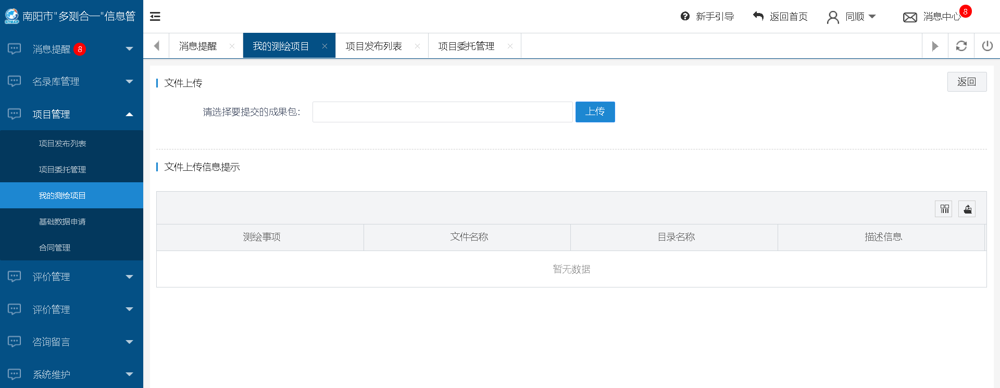 南阳市"多测合一"信息管
新手引导
返回首页
同顺
消息中心
8
消息提醒 8
名录库管理
项目管理
项目发布列表
项目委托管理
我的测绘项目
基础数据申请
合同管理
评价管理
评价管理
咨询留言
系统维护
消息提醒
我的测绘项目
项目发布列表
项目委托管理
文件上传
返回
请选择要提交的成果包：
上传
文件上传信息提示
测绘事项
文件名称
目录名称
描述信息
暂无数据